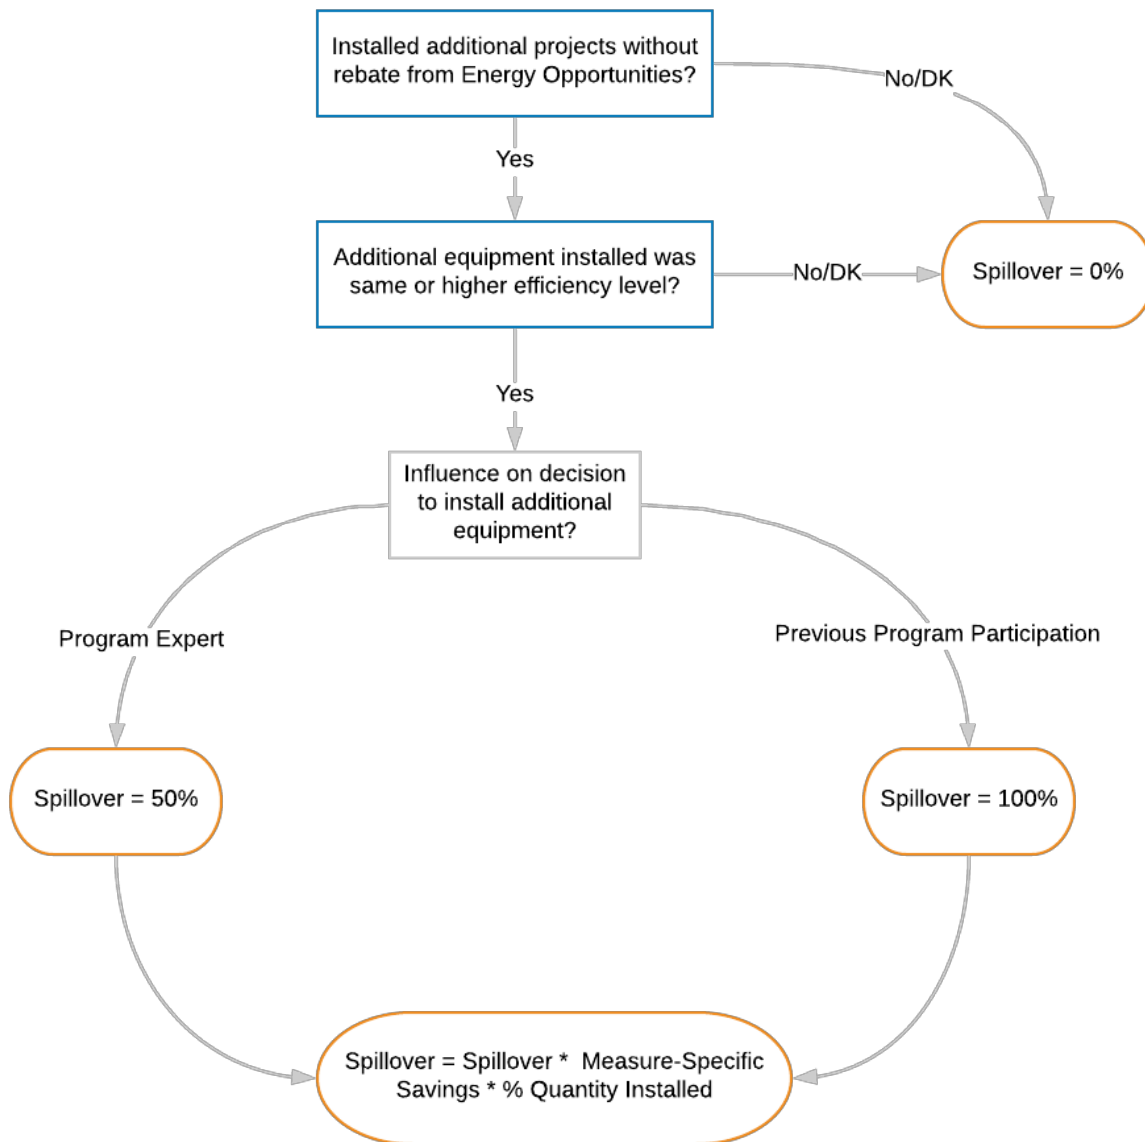 Installed additional projects without
rebate from Energy Opportunities?
No/DK
Yes
Additional equipment installed was
same or higher efficiency level?
No/DK
Spillover = 0%
Yes
Influence on decision
to install additional
equipment?
Program Expert
Previous Program Participation
Spillover = 50%
Spillover = 100%
Spillover = Spillover * Measure-Specific
Savings * % Quantity Installed